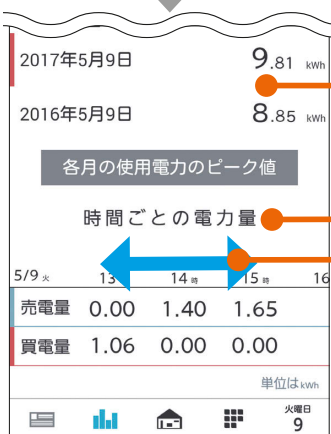 2017年5月9日 9.81 kWh
2016年5月9日 8.85 kWh
各月の使用電力のピーク値
時間ごとの電力量
5/9 火 13 14 時 15 時 16
売電量 0.00 1.40 1.65
買電量 1.06 0.00 0.00
単位はkWh
火曜日
9